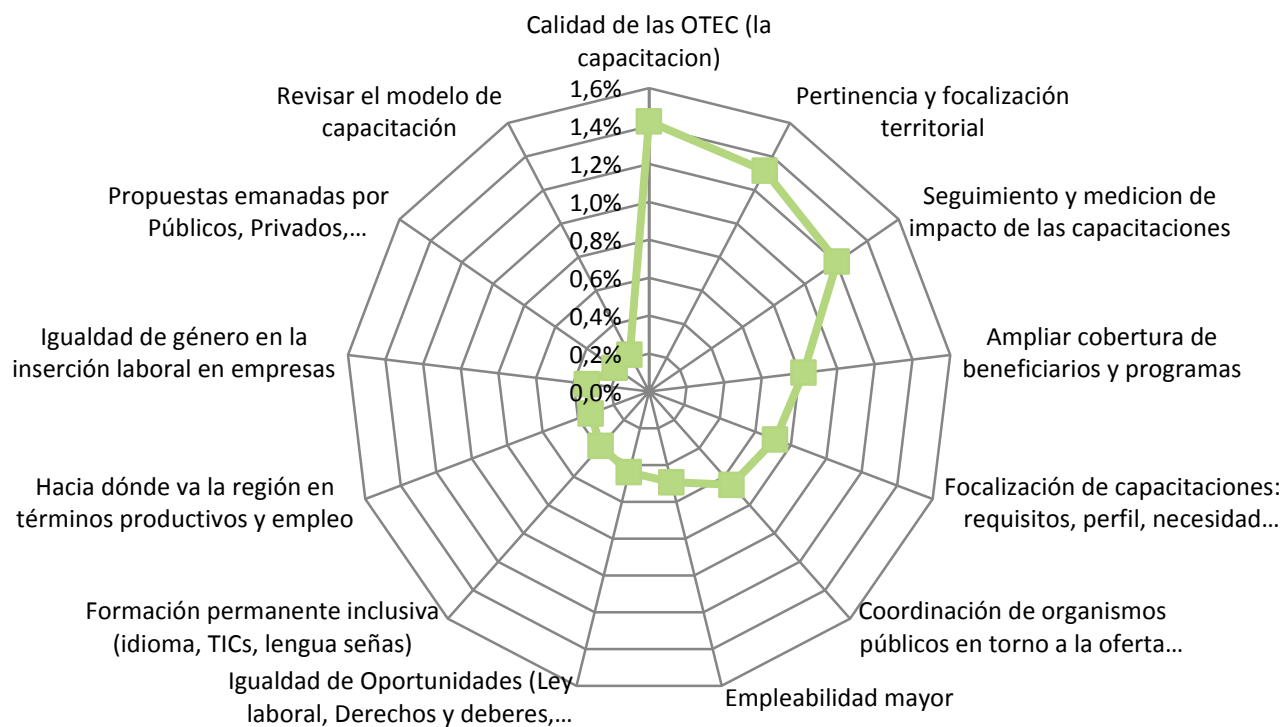 Calidad de las OTEC (la
capacitacion)
Pertinencia y focalización
territorial
Seguimiento y medicion de
impacto de las capacitaciones
Ampliar cobertura de
beneficiarios y programas
Focalización de capacitaciones:
requisitos, perfil, necesidad…
Coordinación de organismos
públicos en torno a la oferta…
Empleabilidad mayor
Igualdad de Oportunidades (Ley
laboral, Derechos y deberes,…
Formación permanente inclusiva
(idioma, TICs, lengua señas)
Hacia dónde va la región en
términos productivos y empleo
Igualdad de género en la
inserción laboral en empresas
Propuestas emanadas por
Públicos, Privados,…
Revisar el modelo de
capacitación
1,6%
1,4%
1,2%
1,0%
0,8%
0,6%
0,4%
0,2%
0,0%